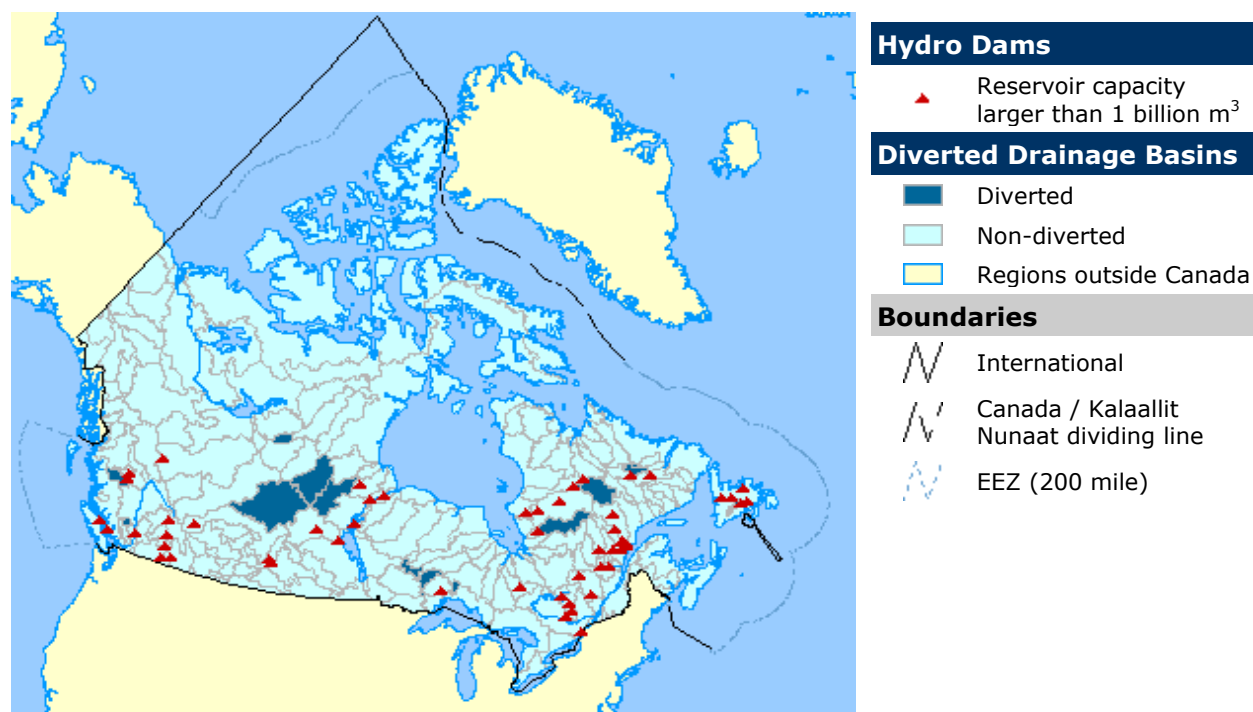 Hydro Dams
Reservoir capacity
larger than 1 billion m³
Diverted Drainage Basins
Diverted
Non-diverted
Regions outside Canada
Boundaries
International
Canada / Kalaallit
Nunaat dividing line
EEZ (200 mile)